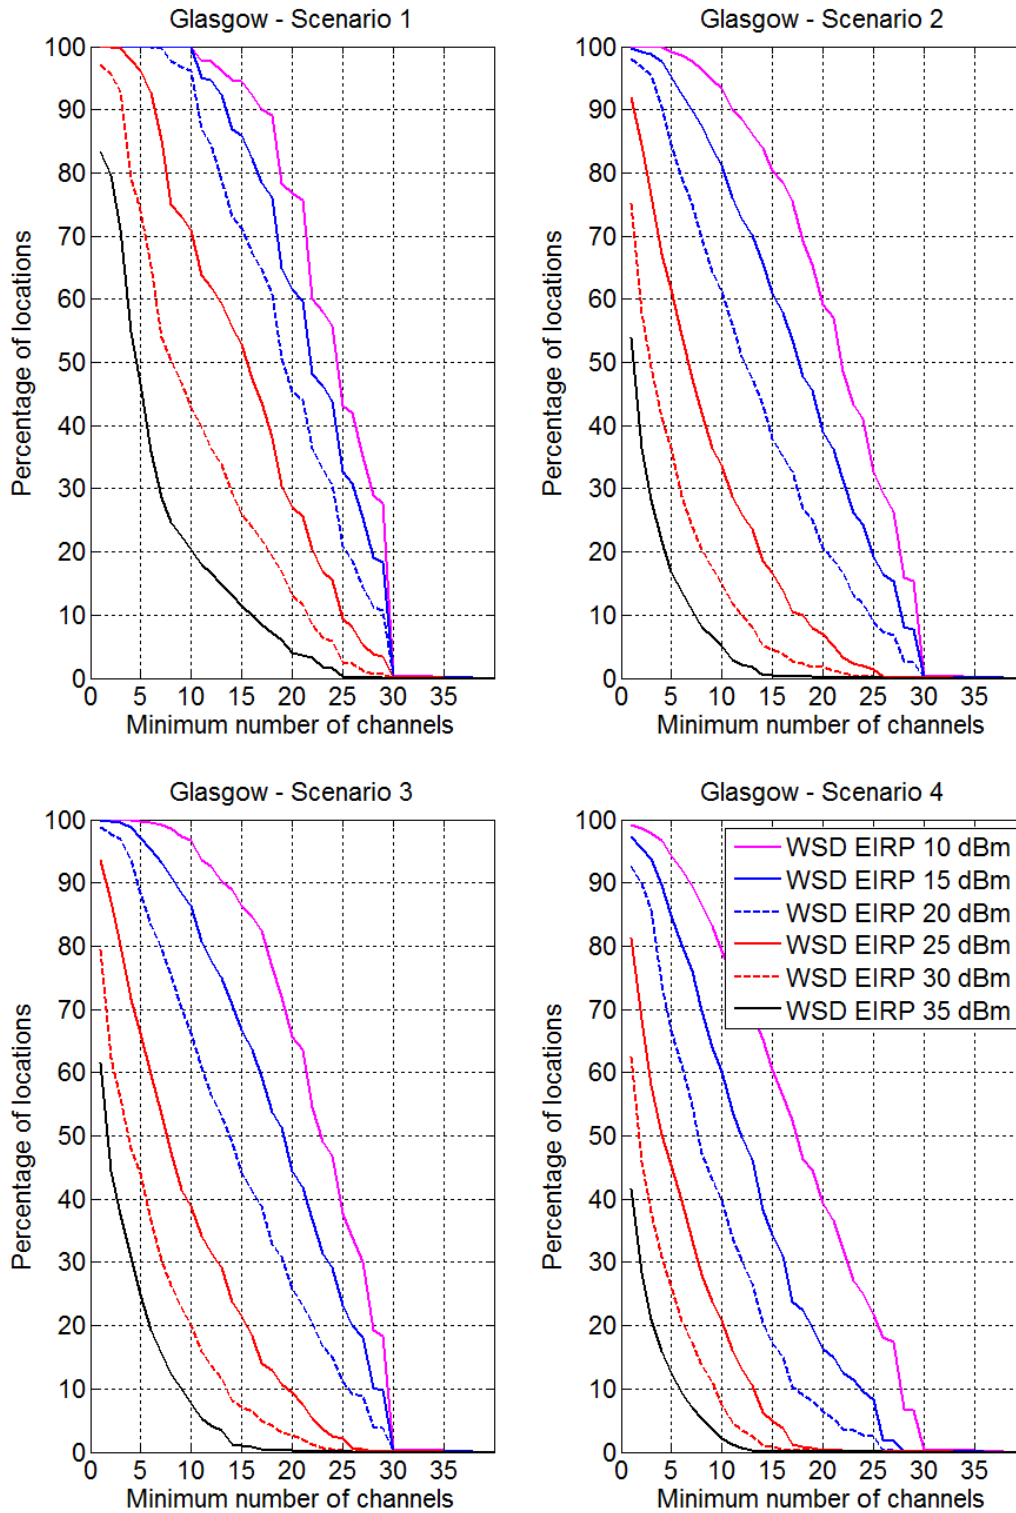 Glasgow - Scenario 1
100
90
80
70
60
50
40
30
20
10
0
0 5 10 15 20 25 30 35
Percentage of locations
Minimum number of channels
Glasgow - Scenario 2
100
90
80
70
60
50
40
30
20
10
0
0 5 10 15 20 25 30 35
Percentage of locations
Minimum number of channels
Glasgow - Scenario 3
100
90
80
70
60
50
40
30
20
10
0
0 5 10 15 20 25 30 35
Percentage of locations
Minimum number of channels
Glasgow - Scenario 4
100
90
80
70
60
50
40
30
20
10
0
0 5 10 15 20 25 30 35
Percentage of locations
Minimum number of channels
WSD EIRP 10 dBm
WSD EIRP 15 dBm
WSD EIRP 20 dBm
WSD EIRP 25 dBm
WSD EIRP 30 dBm
WSD EIRP 35 dBm